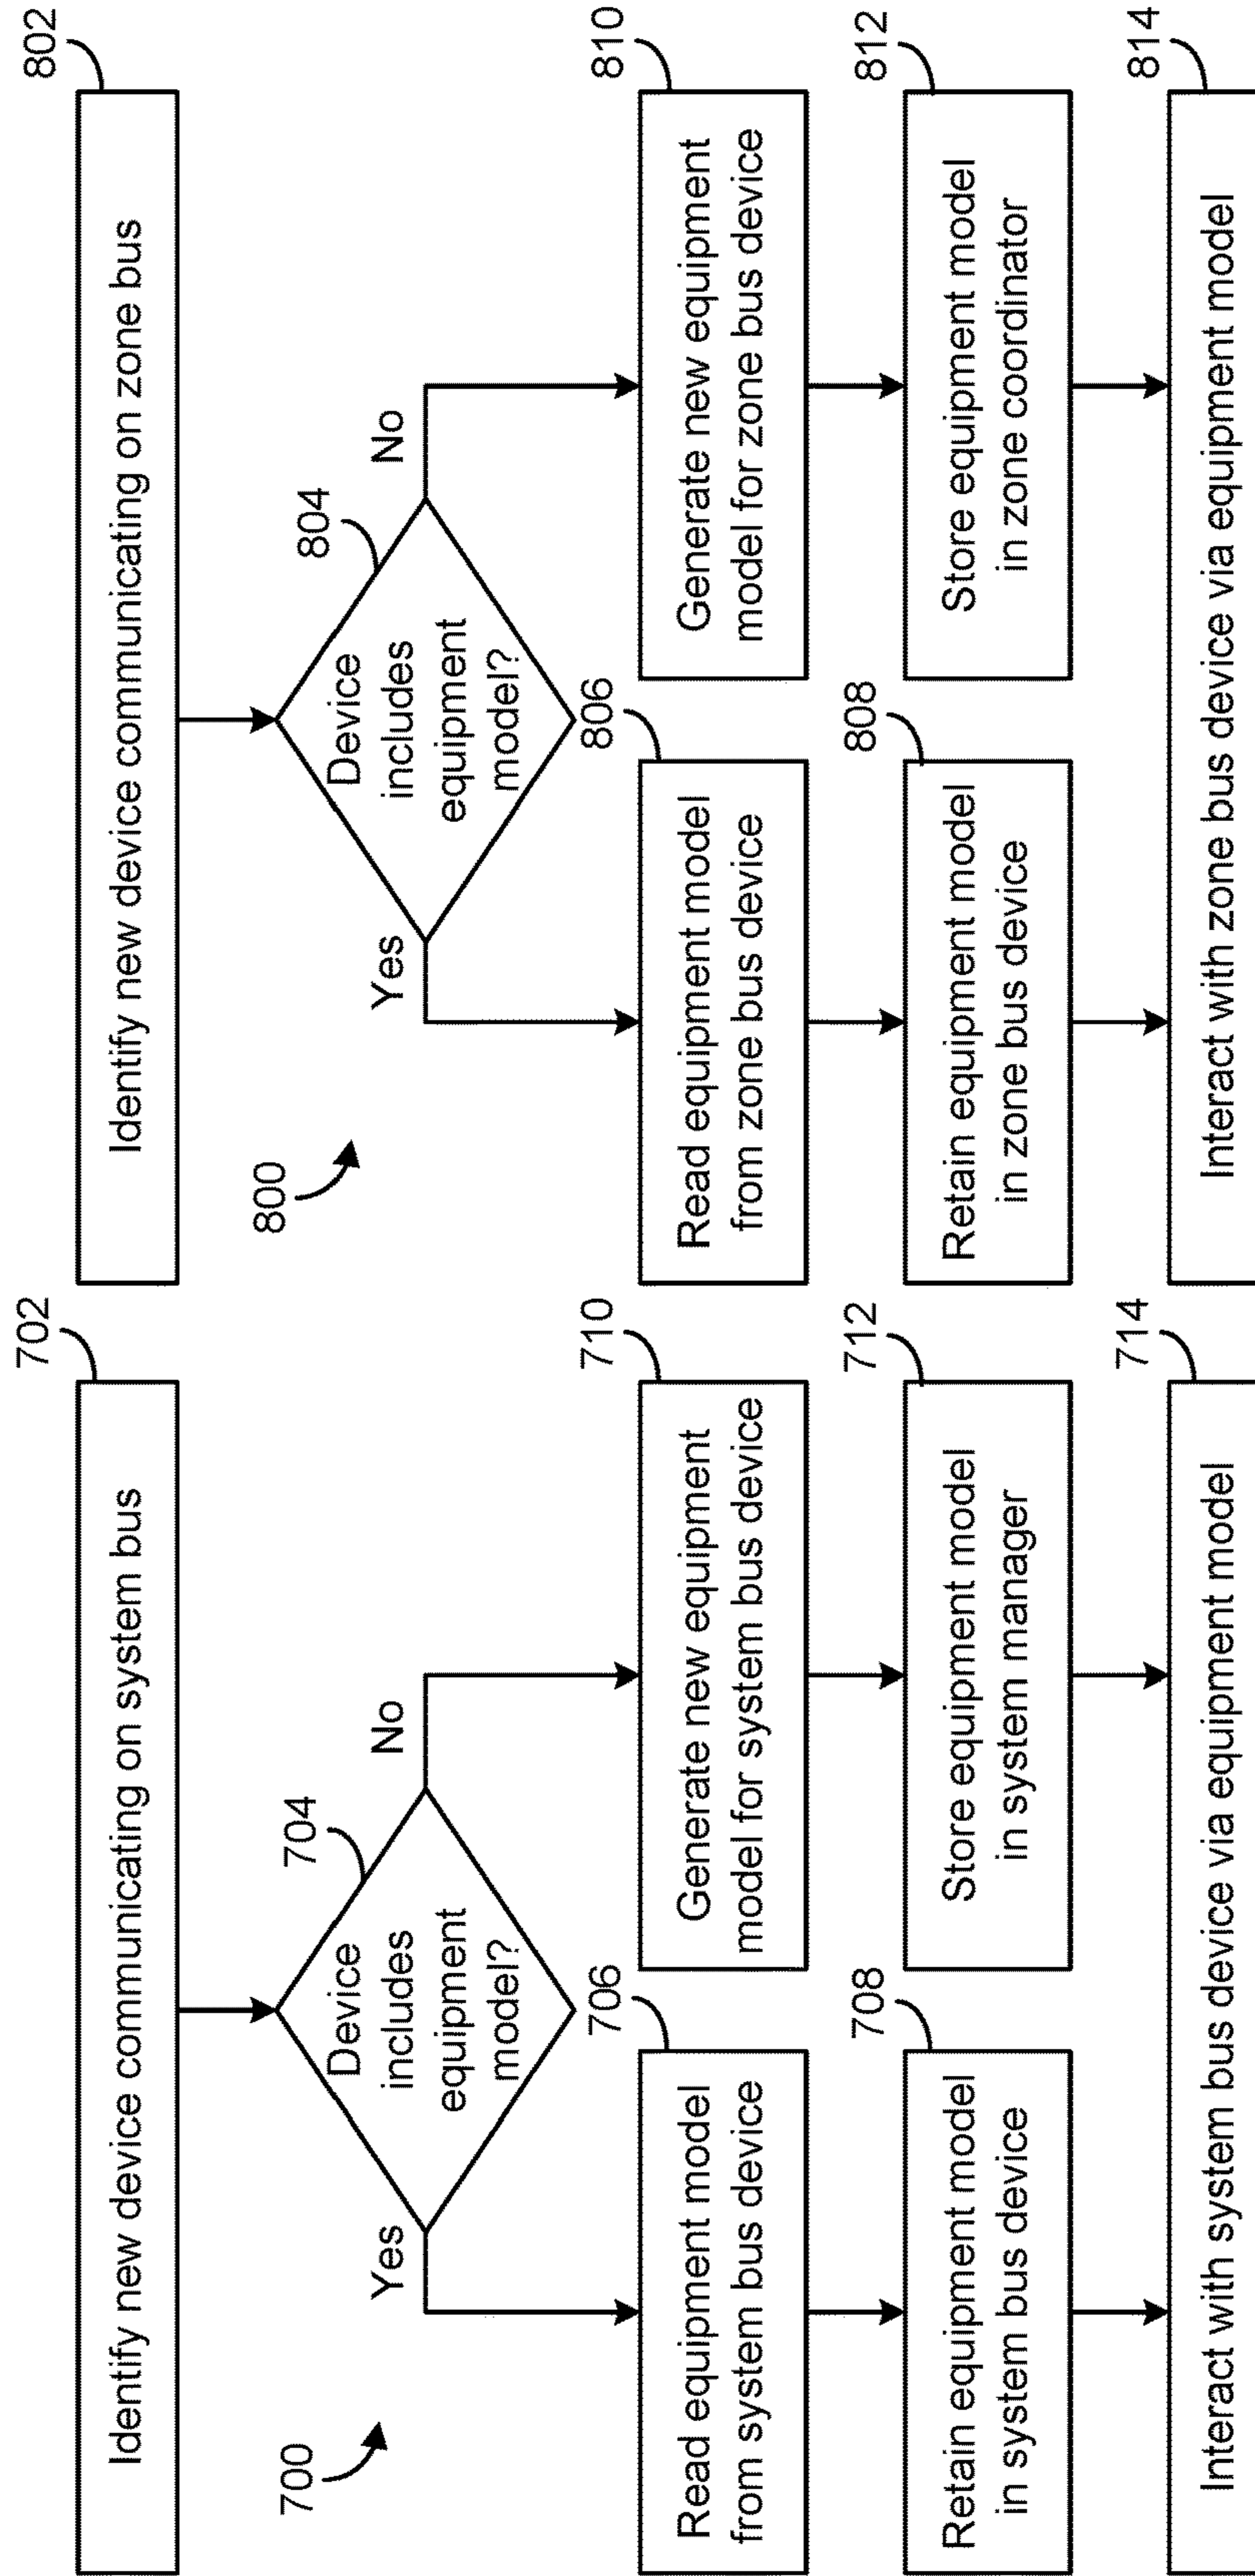 702
Identify new device communicating on system bus
700
704
Device
includes
equipment
model?
Yes
No
706
Read equipment model
from system bus device
710
Generate new equipment
model for system bus device
708
Retain equipment model
in system bus device
712
Store equipment model
in system manager
714
Interact with system bus device via equipment model
802
Identify new device communicating on zone bus
800
804
Device
includes
equipment
model?
Yes
No
806
Read equipment model
from zone bus device
810
Generate new equipment
model for zone bus device
808
Retain equipment model
in zone bus device
812
Store equipment model
in zone coordinator
814
Interact with zone bus device via equipment model